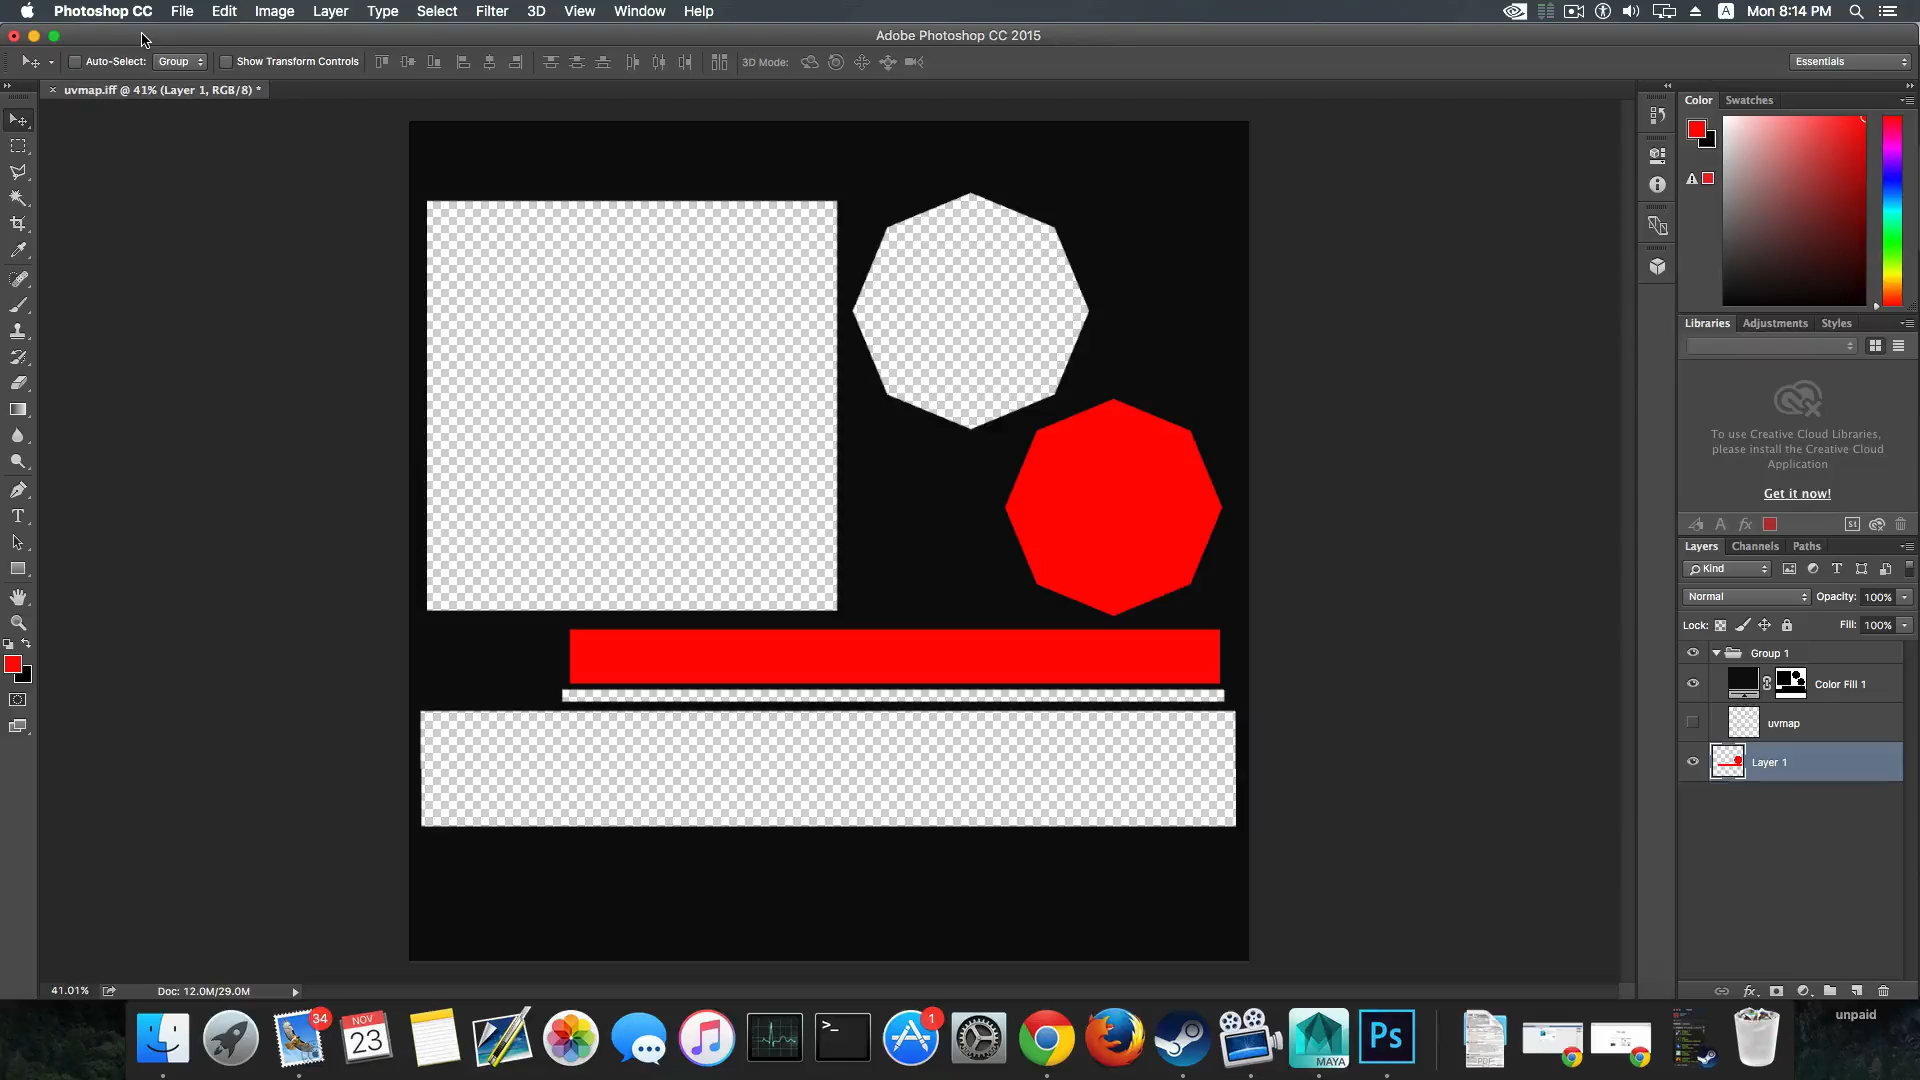 Photoshop CC File Edit Image Layer Type Select Filter 3D View Window Help
A Mon 8:14 PM
Adobe Photoshop CC 2015
Auto-Select: Group Show Transform Controls 3D Mode: Essentials
× uvmap.iff @ 41% (Layer 1, RGB/8) *
Color Swatches
Libraries Adjustments Styles
To use Creative Cloud Libraries,
please install the Creative Cloud
Application
Get it now!
A fx St
Layers Channels Paths
Kind T
Normal Opacity: 100%
Lock: Fill: 100%
Group 1
Color Fill 1
uvmap
Layer 1
T
41.01% Doc: 12.0M/29.0M
fx
34
NOV
23
>_
1
MAYA
Ps
PDF
unpaid